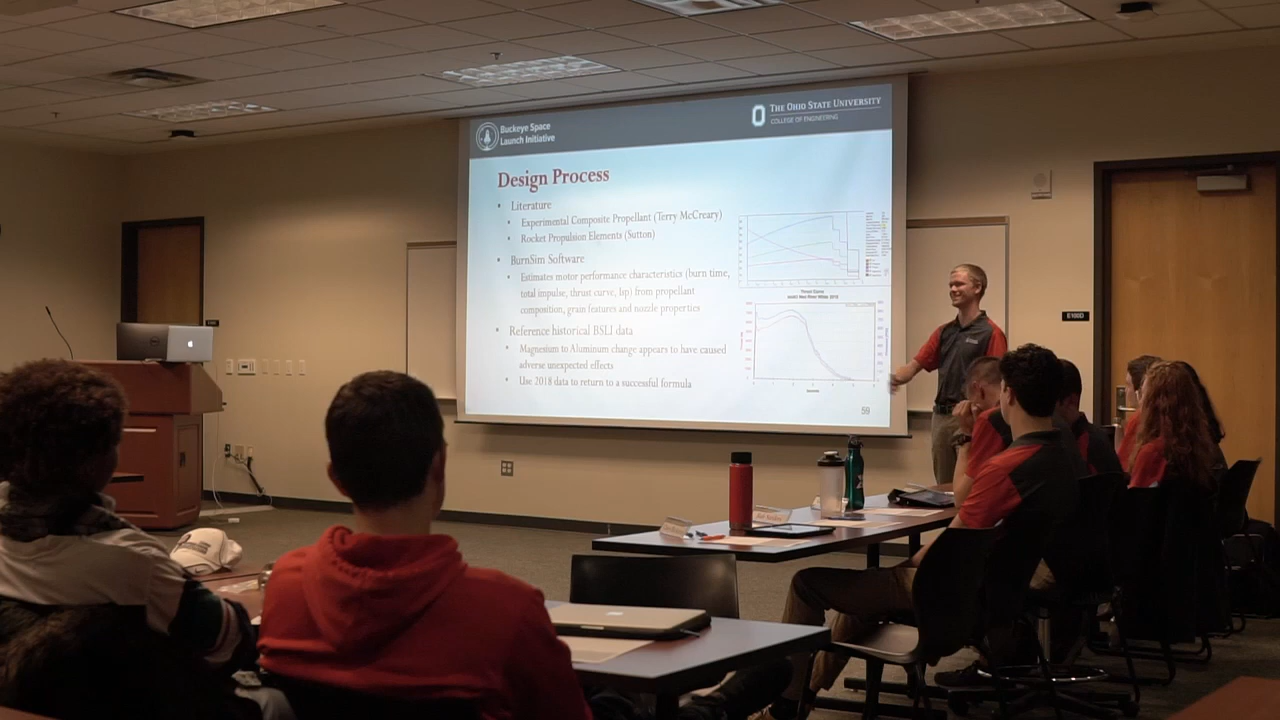 Buckeye Space
Launch Initiative
THE OHIO STATE UNIVERSITY
COLLEGE OF ENGINEERING
Design Process
• Literature
• Experimental Composite Propellant (Terry McCreary)
• Rocket Propulsion Elements (Sutton)
• BurnSim Software
• Estimates motor performance characteristics (burn time,
total impulse, thrust curve, Isp) from propellant
composition, grain features and nozzle properties
• Reference historical BSLI data
• Magnesium to Aluminum change appears to have caused
adverse unexpected effects
• Use 2018 data to return to a successful formula
Seconds
59
E100D
DELL